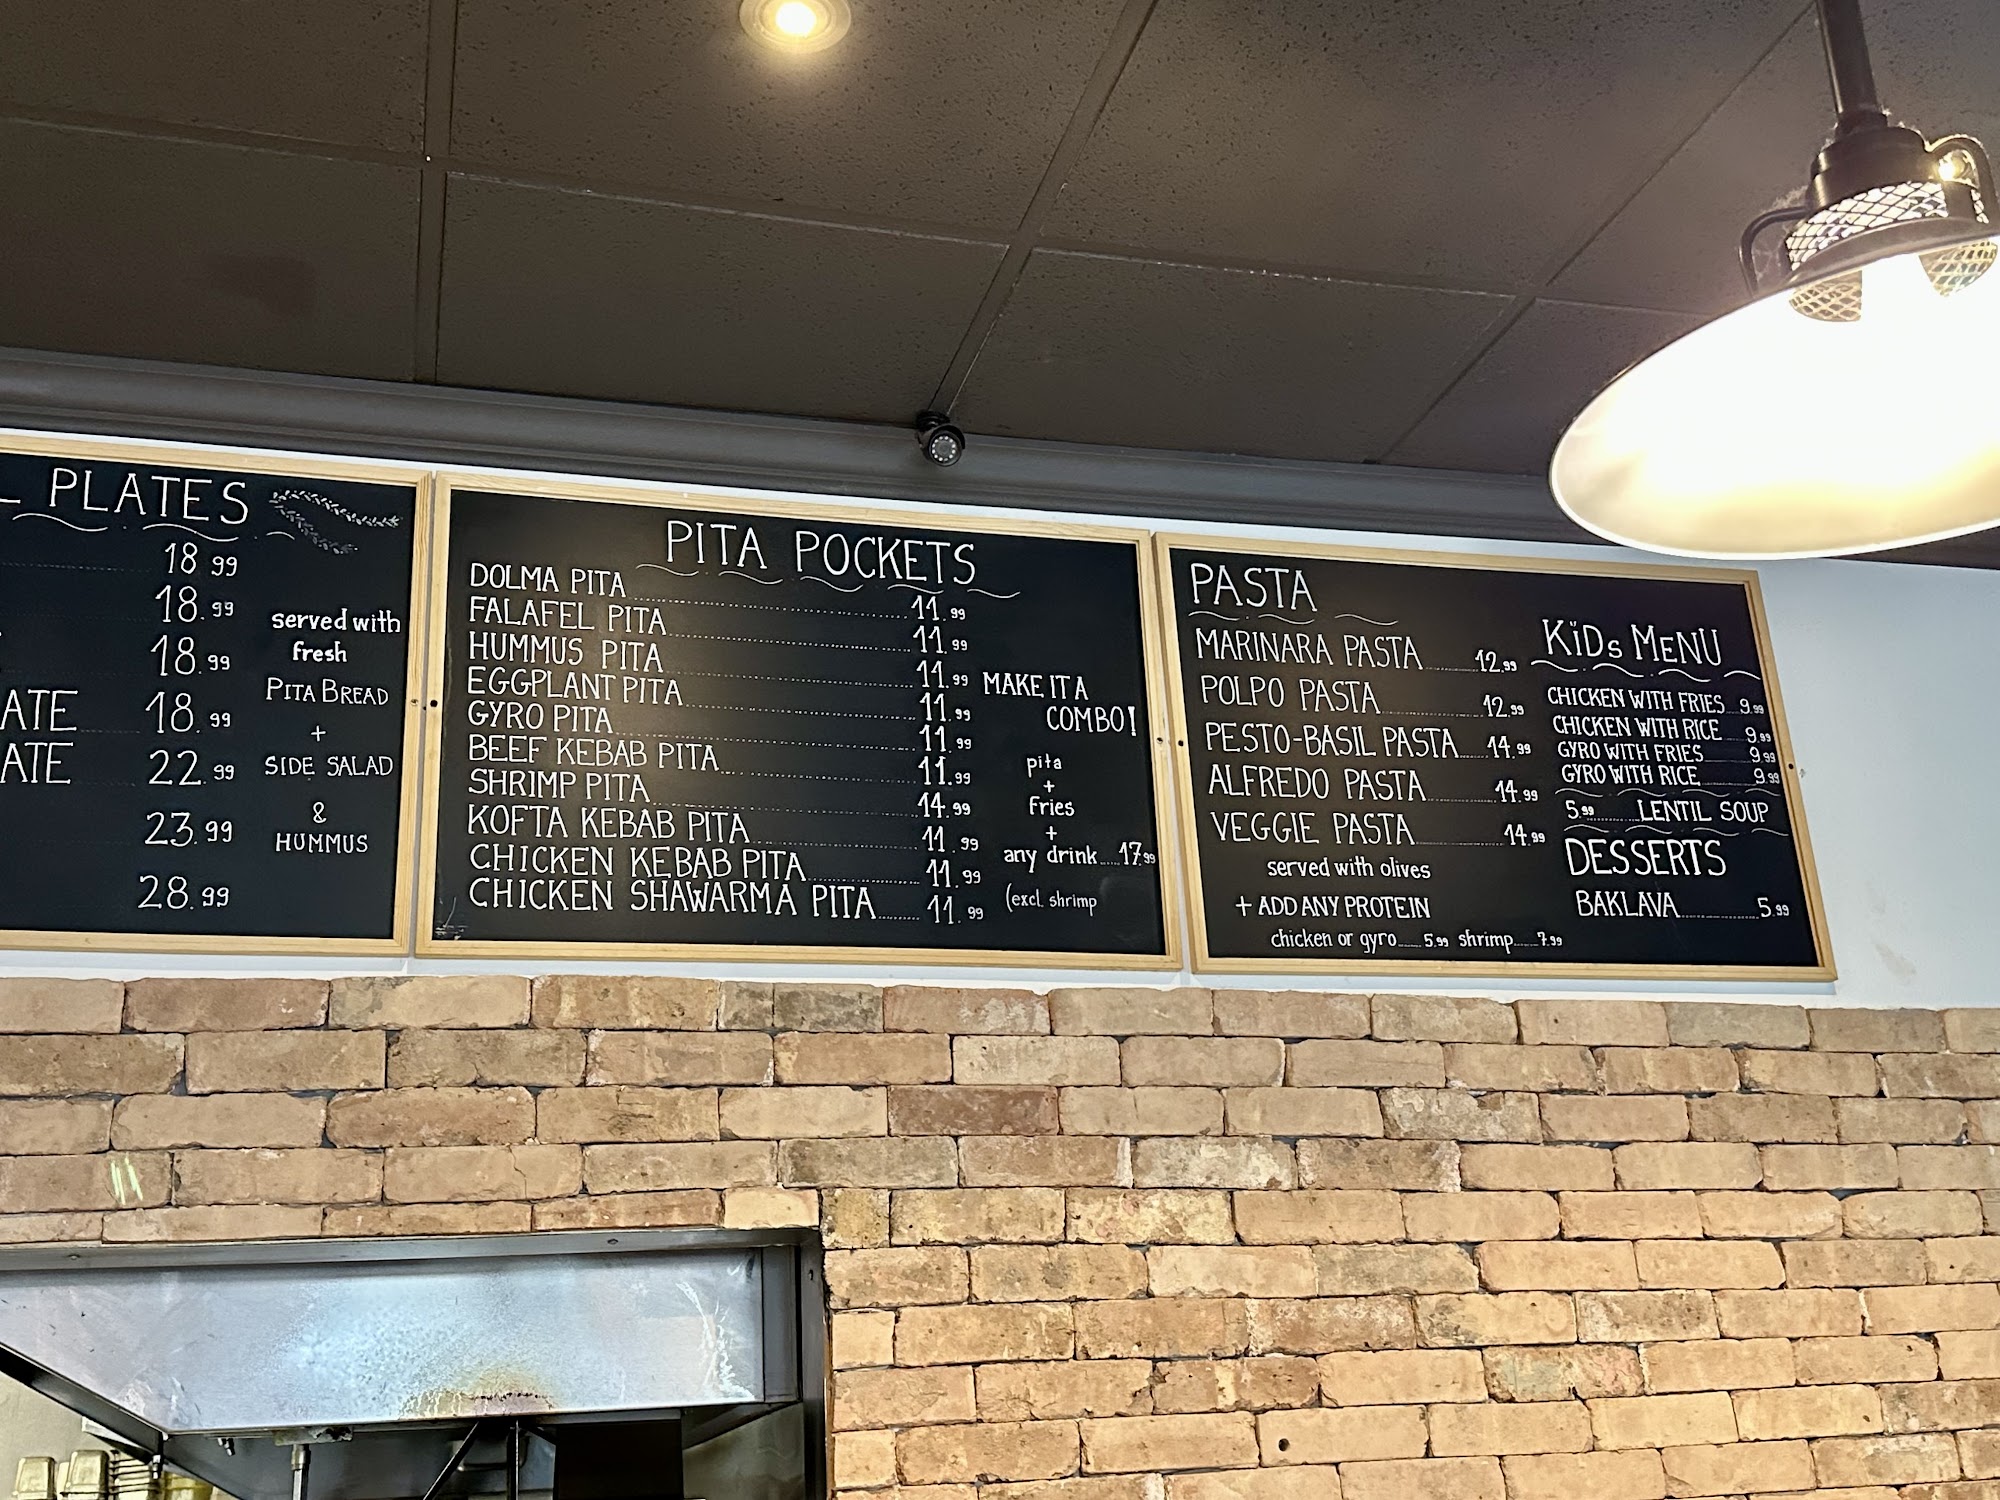 PLATES
18.99
18.99
18.99
ATE 18.99
ATE 22.99
23.99
28.99
served with
fresh
PITA BREAD
+
SIDE SALAD
&
HUMMUS
PITA POCKETS
DOLMA PITA 11.99
FALAFEL PITA 11.99
HUMMUS PITA 11.99
EGGPLANT PITA 11.99
GYRO PITA 11.99
BEEF KEBAB PITA 11.99
SHRIMP PITA 14.99
KOFTA KEBAB PITA 11.99
CHICKEN KEBAB PITA 11.99
CHICKEN SHAWARMA PITA 11.99
MAKE IT A
COMBO!
pita
+
fries
+
any drink 17.99
(excl. shrimp
PASTA
MARINARA PASTA 12.99
POLPO PASTA 12.99
PESTO-BASIL PASTA 14.99
ALFREDO PASTA 14.99
VEGGIE PASTA 14.99
served with olives
+ ADD ANY PROTEIN
chicken or gyro 5.99 shrimp 7.99
KïDs MENU
CHICKEN WITH FRIES 9.99
CHICKEN WITH RICE 9.99
GYRO WITH FRIES 9.99
GYRO WITH RICE 9.99
5.99 LENTIL SOUP
DESSERTS
BAKLAVA 5.99